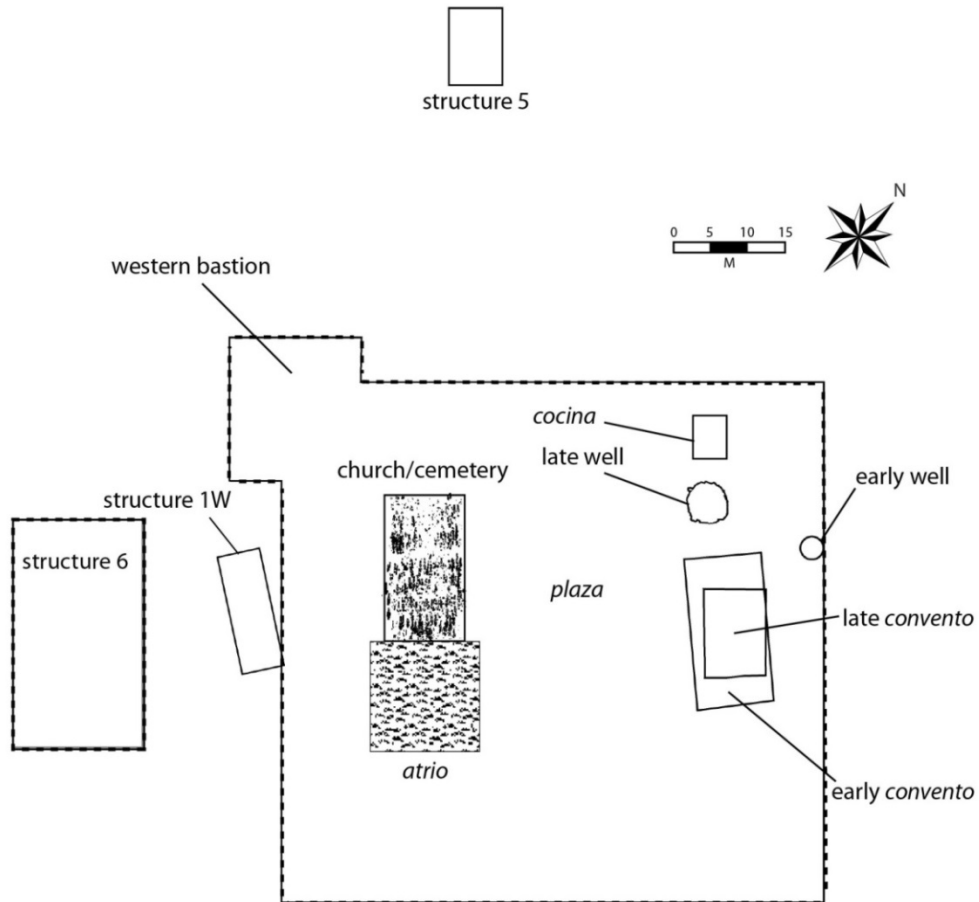 structure 5
N
0 5 10 15
M
western bastion
cocina
church/cemetery
late well
early well
structure 1W
structure 6
plaza
late convento
atrio
early convento